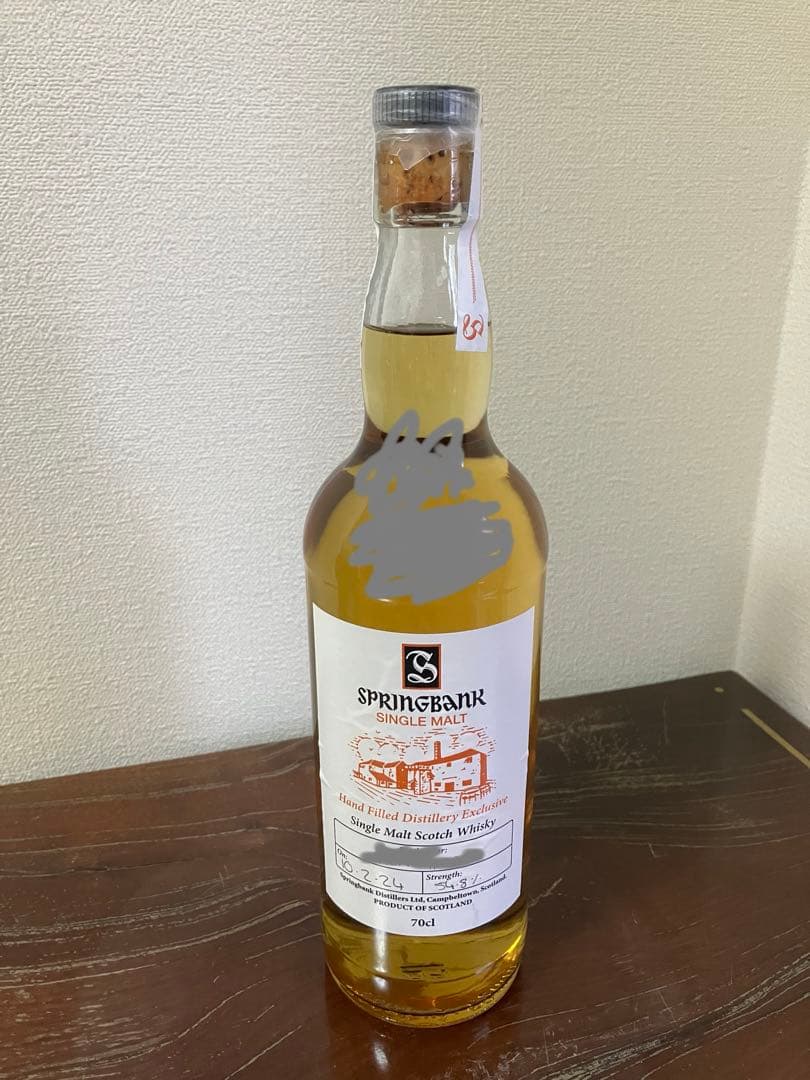 S
S
SPRINGBANK
SINGLE MALT
Hand Filled Distillery Exclusive
Single Malt Scotch Whisky
On:
10.2.24
Strength:
54.8%
Springbank Distillers Ltd, Campbeltown, Scotland.
PRODUCT OF SCOTLAND
70cl